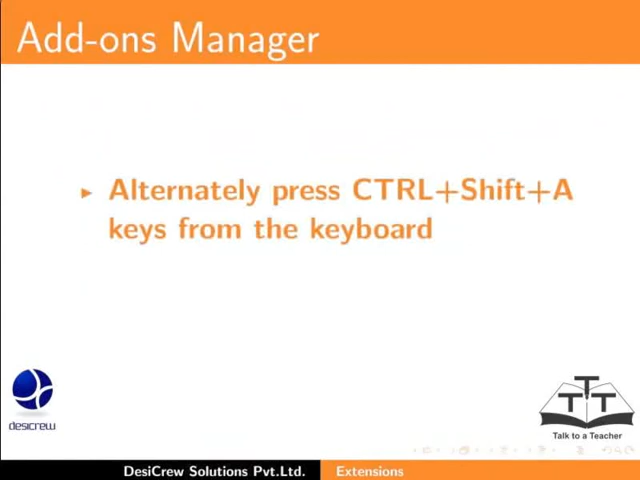 Add-ons Manager
Alternately press CTRL+Shift+A
keys from the keyboard
desicrew
TTT
Talk to a Teacher
DesiCrew Solutions Pvt.Ltd. Extensions